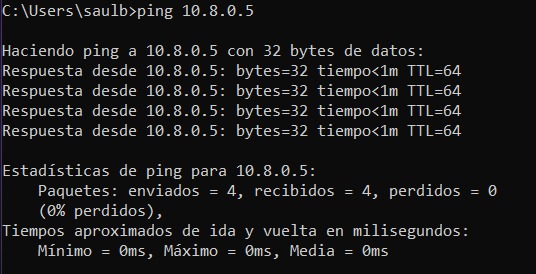 C:\Users\saulb>ping 10.8.0.5
Haciendo ping a 10.8.0.5 con 32 bytes de datos:
Respuesta desde 10.8.0.5: bytes=32 tiempo<1m TTL=64
Respuesta desde 10.8.0.5: bytes=32 tiempo<1m TTL=64
Respuesta desde 10.8.0.5: bytes=32 tiempo<1m TTL=64
Respuesta desde 10.8.0.5: bytes=32 tiempo<1m TTL=64
Estadísticas de ping para 10.8.0.5:
Paquetes: enviados = 4, recibidos = 4, perdidos = 0
(0% perdidos),
Tiempos aproximados de ida y vuelta en milisegundos:
Mínimo = 0ms, Máximo = 0ms, Media = 0ms